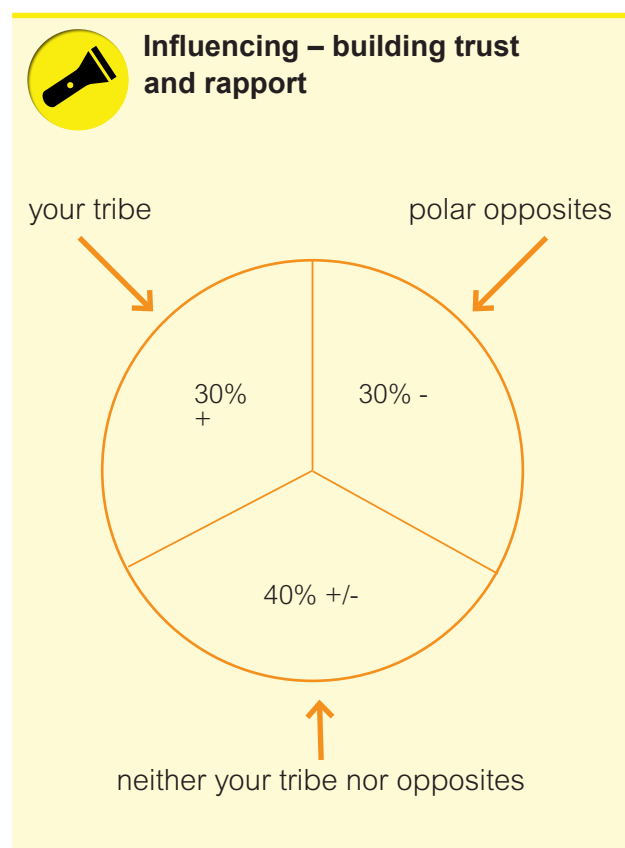 Influencing – building trust
and rapport
your tribe
polar opposites
30%
+
30% -
40% +/-
neither your tribe nor opposites